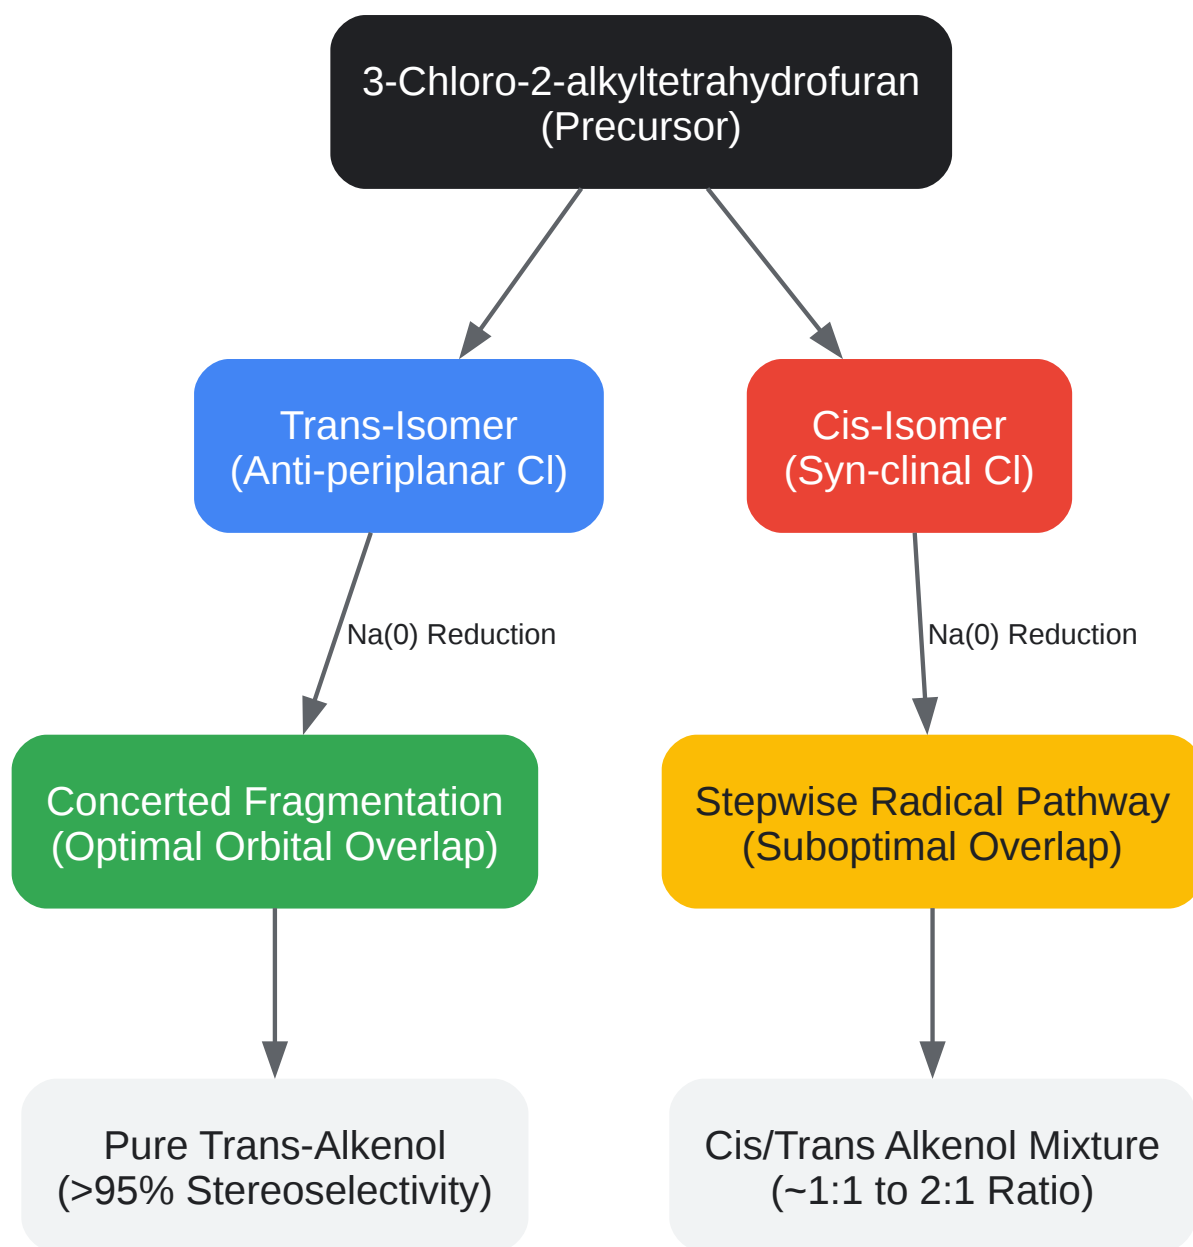 3-Chloro-2-alkyltetrahydrofuran
(Precursor)
Trans-Isomer
(Anti-periplanar Cl)
Cis-Isomer
(Syn-clinal Cl)
Na(0) Reduction
Na(0) Reduction
Concerted Fragmentation
(Optimal Orbital Overlap)
Stepwise Radical Pathway
(Suboptimal Overlap)
Pure Trans-Alkenol
(>95% Stereoselectivity)
Cis/Trans Alkenol Mixture
(~1:1 to 2:1 Ratio)